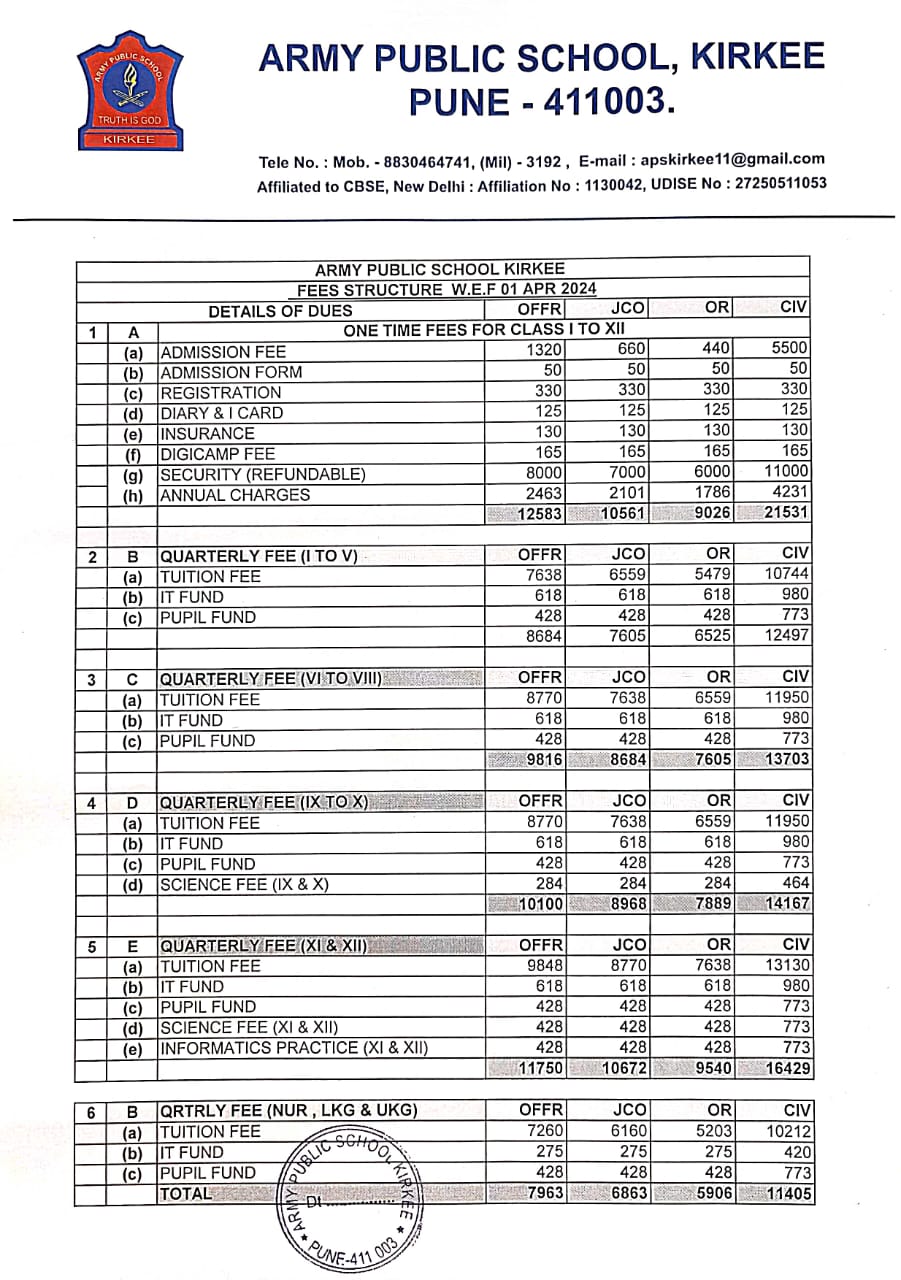 ARMY PUBLIC SCHOOL
TRUTH IS GOD
KIRKEE
ARMY PUBLIC SCHOOL, KIRKEE
PUNE - 411003.
Tele No. : Mob. - 8830464741, (Mil) - 3192 , E-mail : apskirkee11@gmail.com
Affiliated to CBSE, New Delhi : Affiliation No : 1130042, UDISE No : 27250511053
ARMY PUBLIC SCHOOL KIRKEE
FEES STRUCTURE W.E.F 01 APR 2024
DETAILS OF DUES OFFR JCO OR CIV
1 A ONE TIME FEES FOR CLASS I TO XII
(a) ADMISSION FEE 1320 660 440 5500
(b) ADMISSION FORM 50 50 50 50
(c) REGISTRATION 330 330 330 330
(d) DIARY & I CARD 125 125 125 125
(e) INSURANCE 130 130 130 130
(f) DIGICAMP FEE 165 165 165 165
(g) SECURITY (REFUNDABLE) 8000 7000 6000 11000
(h) ANNUAL CHARGES 2463 2101 1786 4231
12583 10561 9026 21531
2 B QUARTERLY FEE (I TO V) OFFR JCO OR CIV
(a) TUITION FEE 7638 6559 5479 10744
(b) IT FUND 618 618 618 980
(c) PUPIL FUND 428 428 428 773
8684 7605 6525 12497
3 C QUARTERLY FEE (VI TO VIII) OFFR JCO OR CIV
(a) TUITION FEE 8770 7638 6559 11950
(b) IT FUND 618 618 618 980
(c) PUPIL FUND 428 428 428 773
9816 8684 7605 13703
4 D QUARTERLY FEE (IX TO X) OFFR JCO OR CIV
(a) TUITION FEE 8770 7638 6559 11950
(b) IT FUND 618 618 618 980
(c) PUPIL FUND 428 428 428 773
(d) SCIENCE FEE (IX & X) 284 284 284 464
10100 8968 7889 14167
5 E QUARTERLY FEE (XI & XII) OFFR JCO OR CIV
(a) TUITION FEE 9848 8770 7638 13130
(b) IT FUND 618 618 618 980
(c) PUPIL FUND 428 428 428 773
(d) SCIENCE FEE (XI & XII) 428 428 428 773
(e) INFORMATICS PRACTICE (XI & XII) 428 428 428 773
11750 10672 9540 16429
6 B QRTRLY FEE (NUR , LKG & UKG) OFFR JCO OR CIV
(a) TUITION FEE 7260 6160 5203 10212
(b) IT FUND 275 275 275 420
(c) PUPIL FUND 428 428 428 773
TOTAL 7963 6863 5906 11405
ARMY PUBLIC SCHOOL KIRKEE
PUNE-411 003